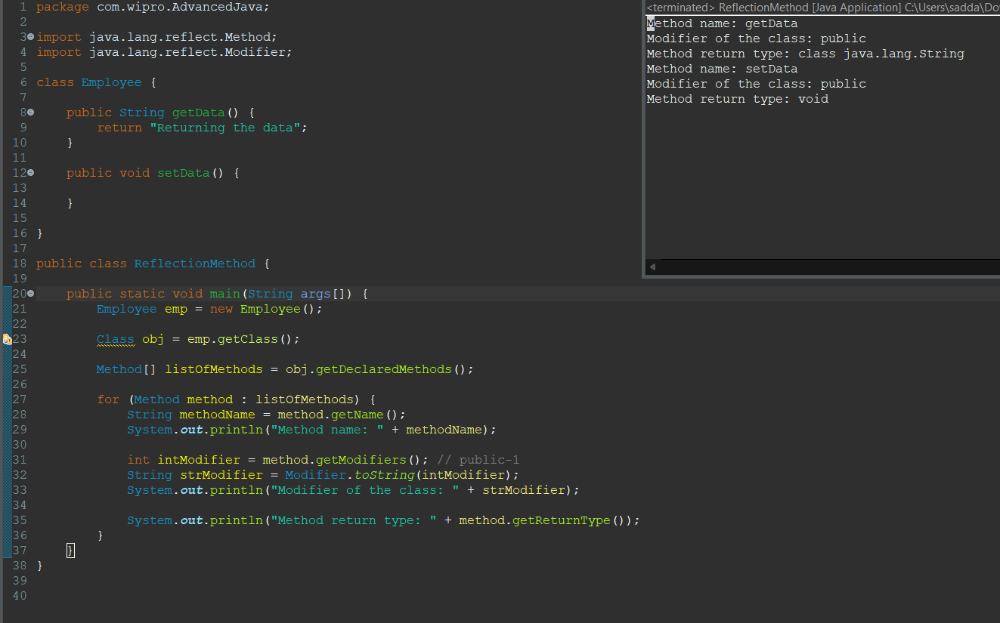 1 package com.wipro.AdvancedJava;
2
3 import java.lang.reflect.Method;
4 import java.lang.reflect.Modifier;
5
6 class Employee {
7
8     public String getData() {
9         return "Returning the data";
10     }
11
12     public void setData() {
13
14     }
15
16 }
17
18 public class ReflectionMethod {
19
20     public static void main(String args[]) {
21         Employee emp = new Employee();
22
23         Class obj = emp.getClass();
24
25         Method[] listOfMethods = obj.getDeclaredMethods();
26
27         for (Method method : listOfMethods) {
28             String methodName = method.getName();
29             System.out.println("Method name: " + methodName);
30
31             int intModifier = method.getModifiers(); // public-1
32             String strModifier = Modifier.toString(intModifier);
33             System.out.println("Modifier of the class: " + strModifier);
34
35             System.out.println("Method return type: " + method.getReturnType());
36         }
37     }
38 }
39
40
<terminated> ReflectionMethod [Java Application] C:\Users\sadda\Do
Method name: getData
Modifier of the class: public
Method return type: class java.lang.String
Method name: setData
Modifier of the class: public
Method return type: void